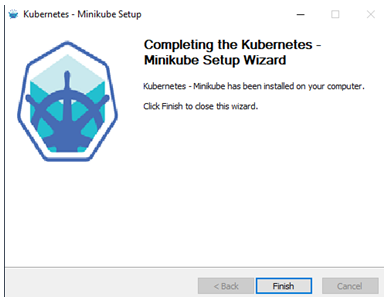 Kubernetes - Minikube Setup
Completing the Kubernetes -
Minikube Setup Wizard
Kubernetes - Minikube has been installed on your computer.
Click Finish to close this wizard.
< Back
Finish
Cancel